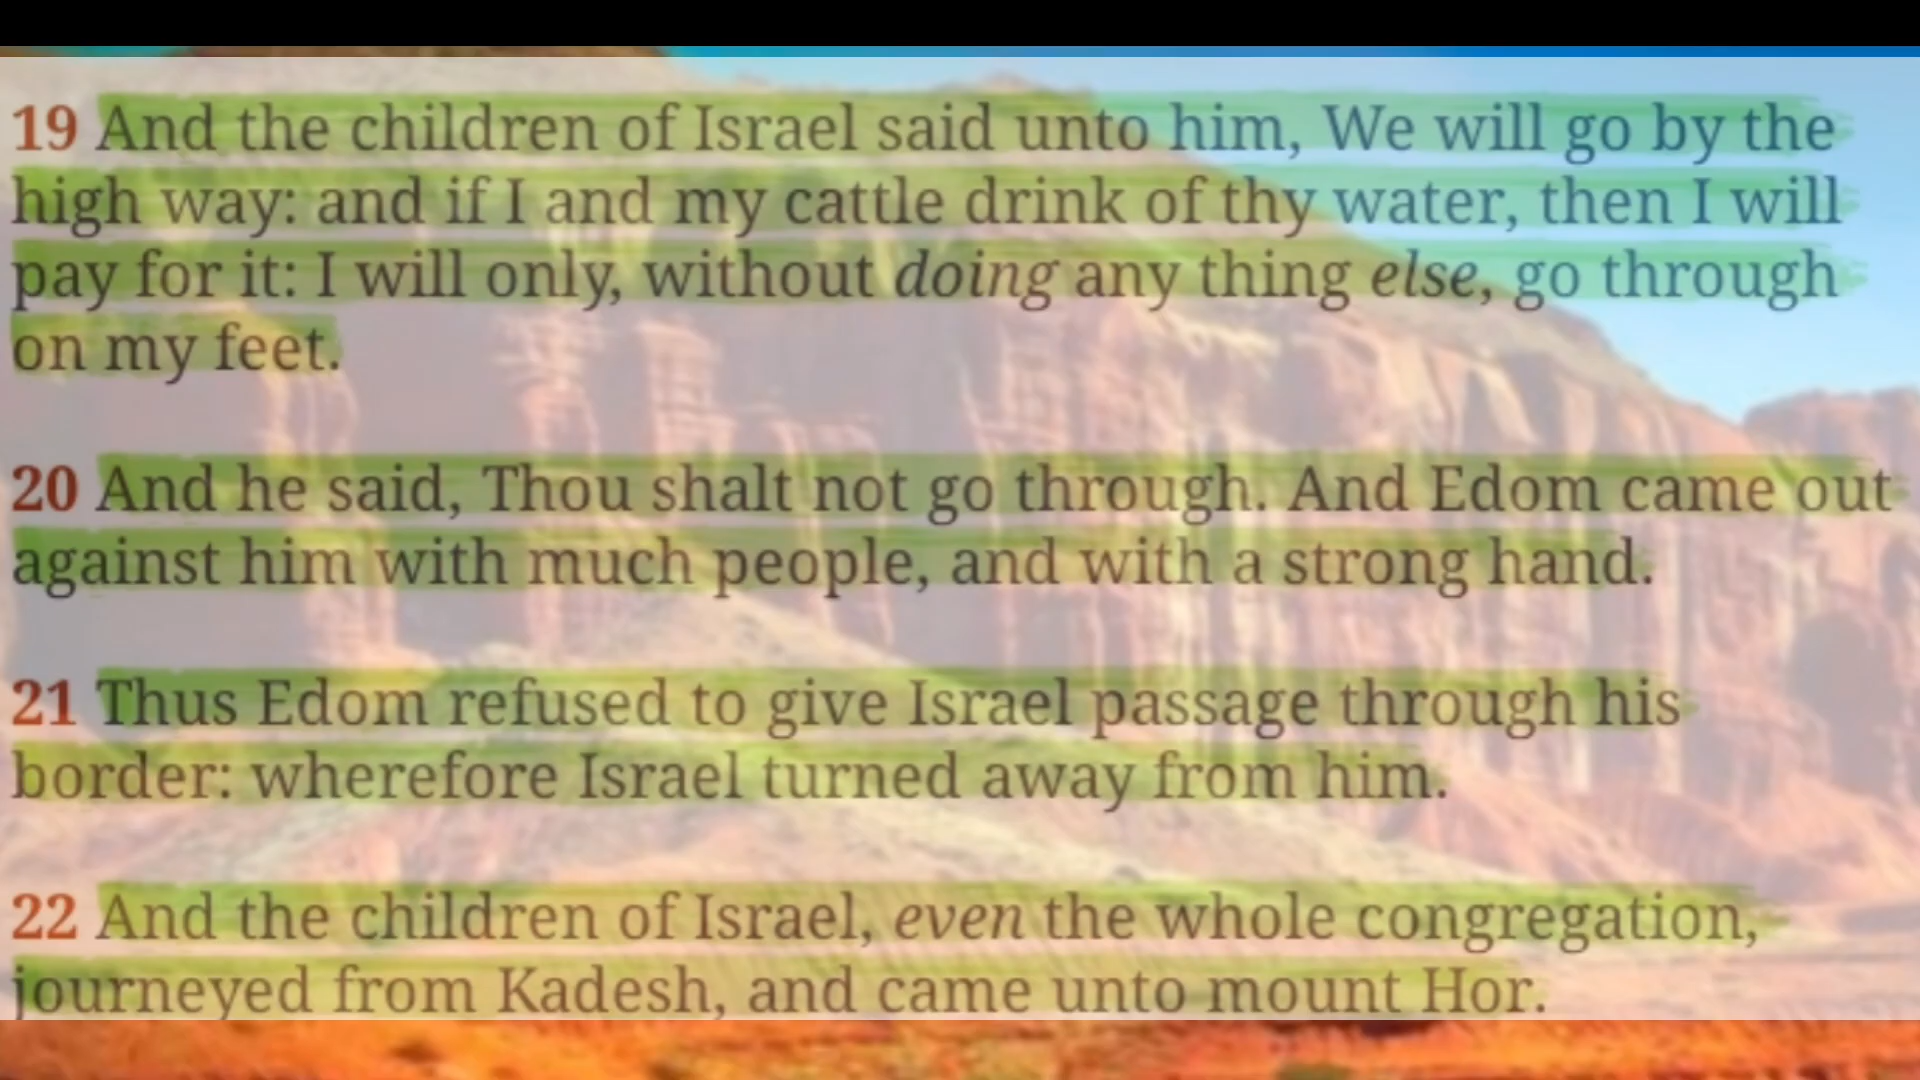 19 And the children of Israel said unto him, We will go by the
high way: and if I and my cattle drink of thy water, then I will
pay for it: I will only, without doing any thing else, go through
on my feet.
20 And he said, Thou shalt not go through. And Edom came out
against him with much people, and with a strong hand.
21 Thus Edom refused to give Israel passage through his
border: wherefore Israel turned away from him.
22 And the children of Israel, even the whole congregation,
journeyed from Kadesh, and came unto mount Hor.